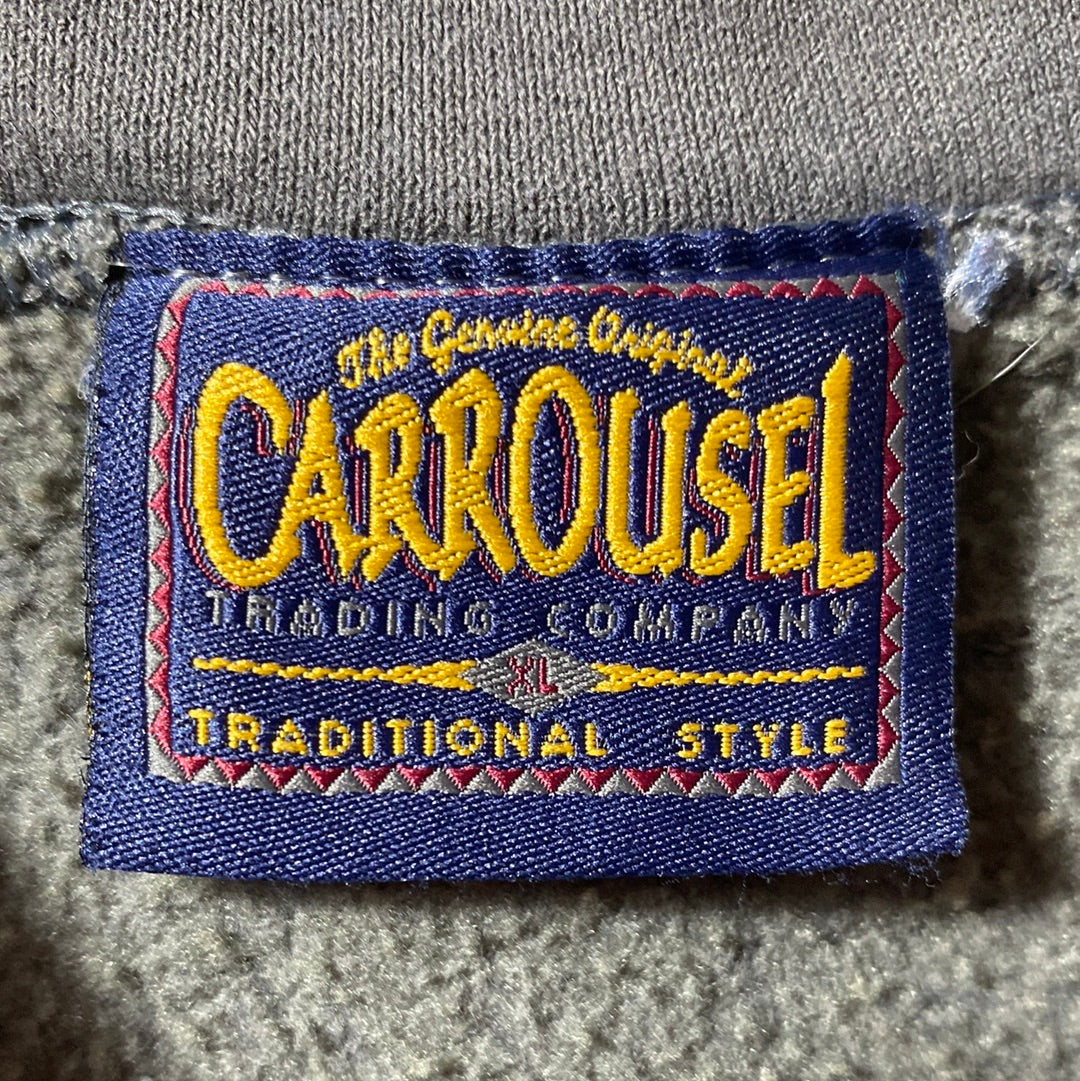 The Genuine Original
CARROUSEL
TRADING COMPANY
XL
TRADITIONAL STYLE